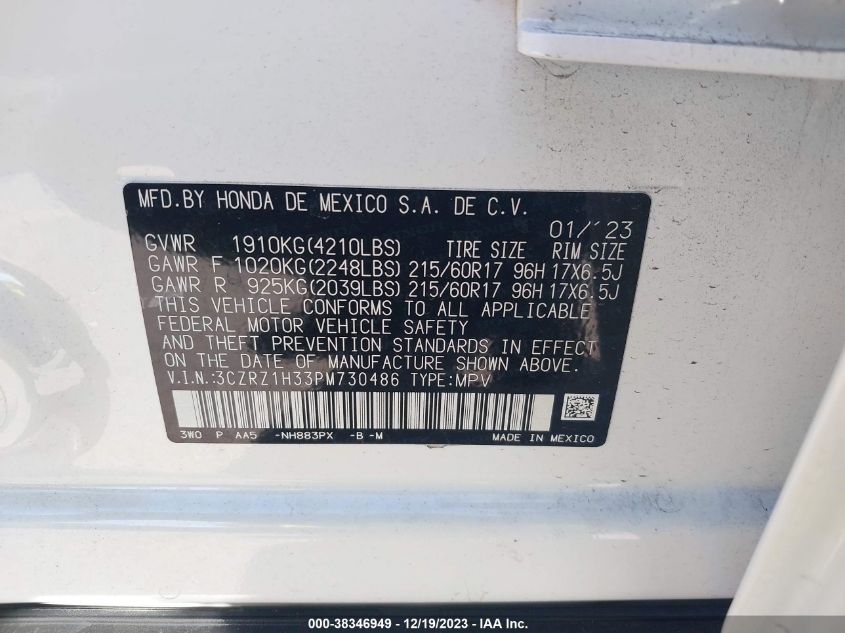 MFD.BY HONDA DE MEXICO S.A. DE C.V.
01/'23
GVWR 1910KG(4210LBS) TIRE SIZE RIM SIZE
GAWR F 1020KG(2248LBS) 215/60R17 96H 17X6.5J
GAWR R 925KG(2039LBS) 215/60R17 96H 17X6.5J
THIS VEHICLE CONFORMS TO ALL APPLICABLE
FEDERAL MOTOR VEHICLE SAFETY
AND THEFT PREVENTION STANDARDS IN EFFECT
ON THE DATE OF MANUFACTURE SHOWN ABOVE.
V.I.N.:3CZRZ1H33PM730486 TYPE:MPV
3W0 P AA5 -NH883PX -B -M MADE IN MEXICO
000-38346949 - 12/19/2023 - IAA Inc.